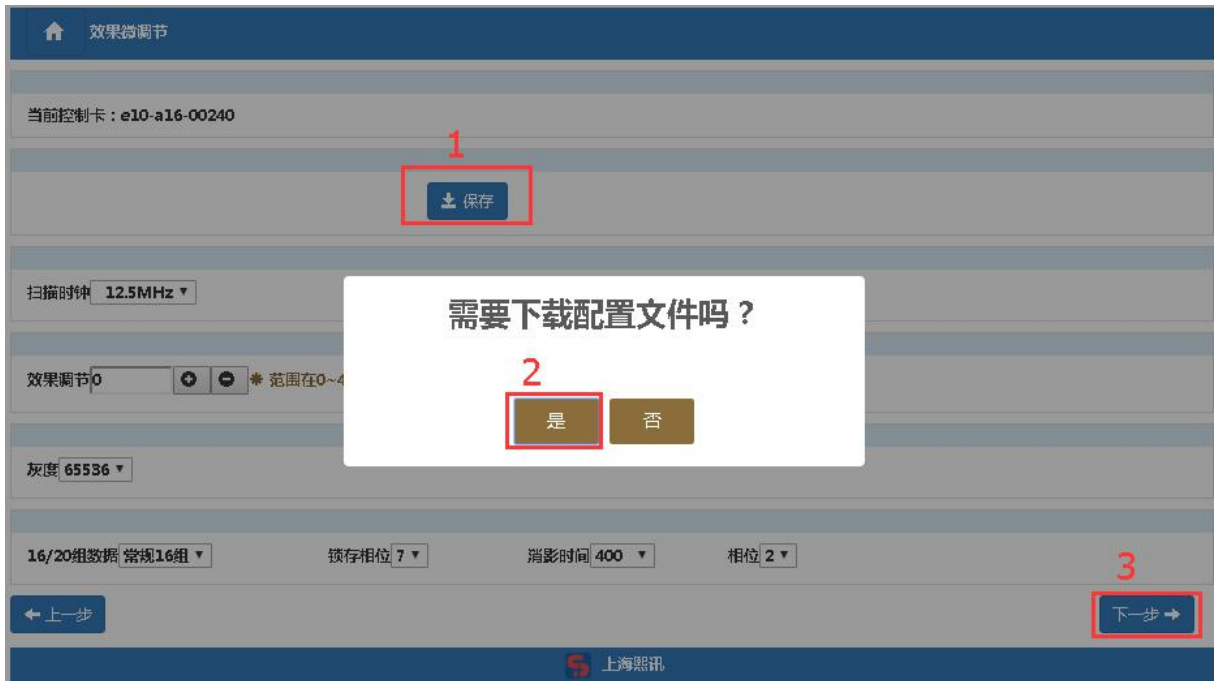 效果微调节
当前控制卡：e10-a16-00240
1
保存
扫描时钟 12.5MHz
需要下载配置文件吗？
效果调节 0 范围在0~4
2
是 否
灰度 65536
16/20组数据 常规16组 锁存相位 7 消影时间 400 相位 2
3
上一步 下一步
上海熙讯